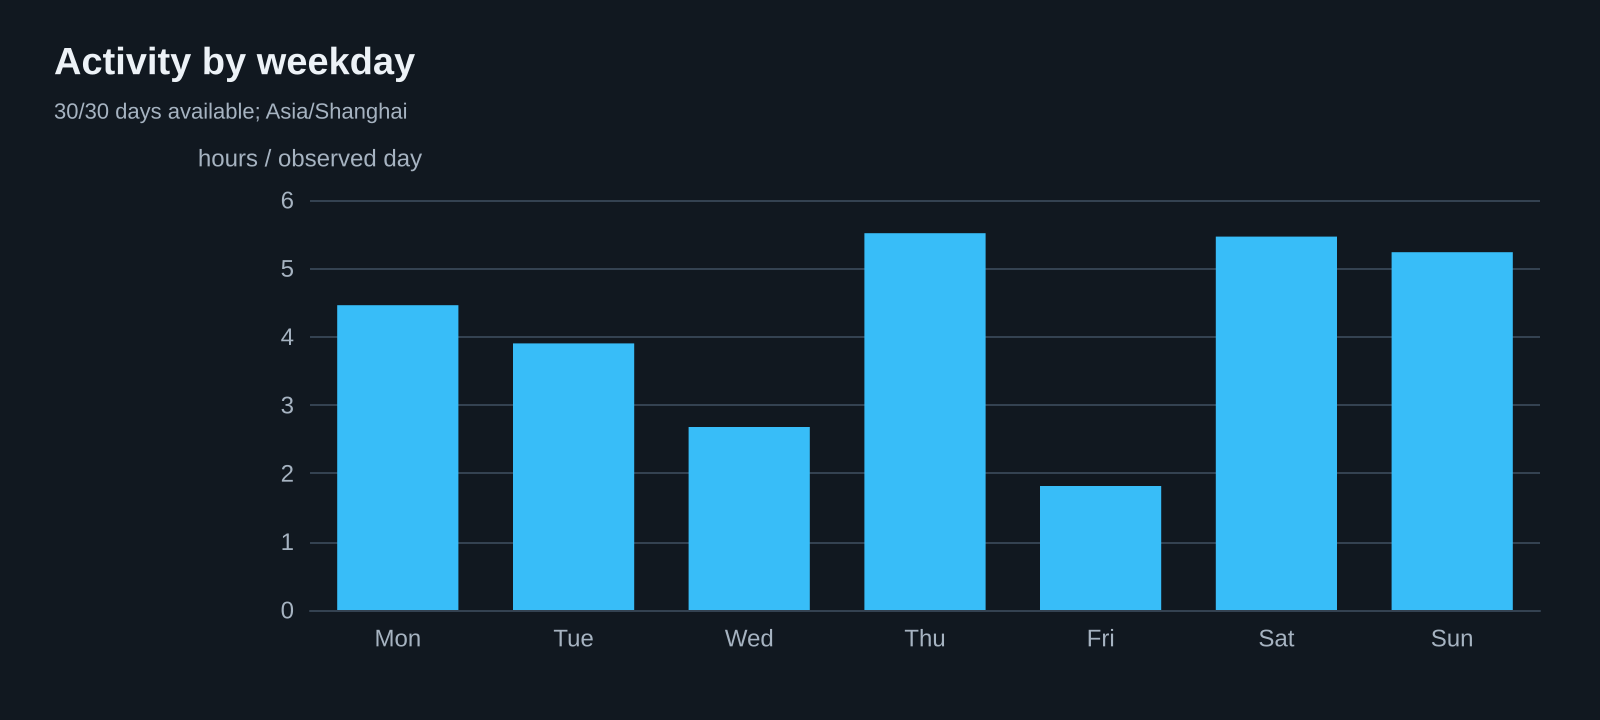 Activity by weekday
30/30 days available; Asia/Shanghai
hours / observed day
6
5
4
3
2
1
0
Mon Tue Wed Thu Fri Sat Sun